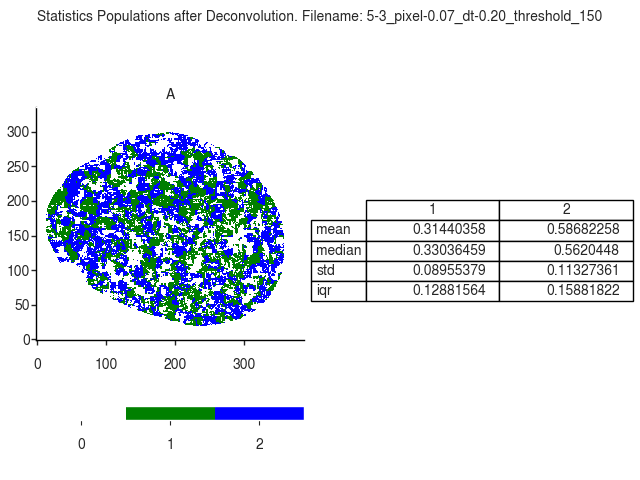 Statistics Populations after Deconvolution. Filename: 5-3_pixel-0.07_dt-0.20_threshold_150
A
300
250
200
150
100
50
0
0 100 200 300
1 2
mean 0.31440358 0.58682258
median 0.33036459 0.5620448
std 0.08955379 0.11327361
iqr 0.12881564 0.15881822
0 1 2